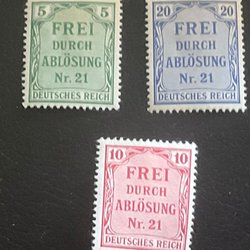 5 5
FREI
DURCH
ABLÖSUNG
Nr. 21
DEUTSCHES REICH
20 20
FREI
DURCH
ABLÖSUNG
Nr. 21
DEUTSCHES REICH
10 10
FREI
DURCH
ABLÖSUNG
Nr. 21
DEUTSCHES REICH